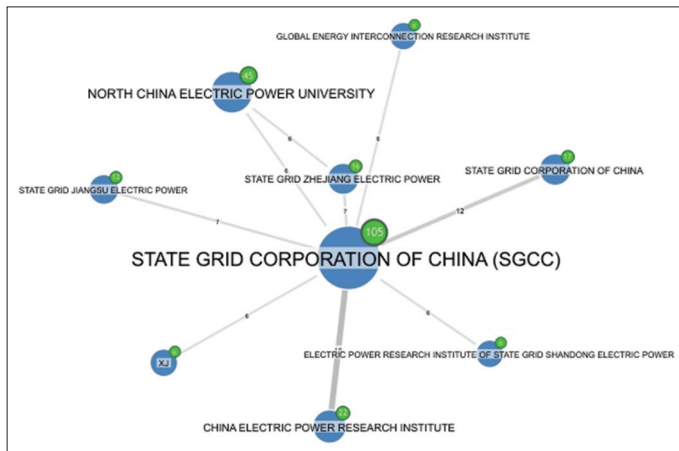 GLOBAL ENERGY INTERCONNECTION RESEARCH INSTITUTE
45
NORTH CHINA ELECTRIC POWER UNIVERSITY
6
6
6
16
17
STATE GRID CORPORATION OF CHINA
STATE GRID ZHEJIANG ELECTRIC POWER
12
STATE GRID JIANGSU ELECTRIC POWER
7
12
7
105
STATE GRID CORPORATION OF CHINA (SGCC)
6
6
XJ
ELECTRIC POWER RESEARCH INSTITUTE OF STATE GRID SHANDONG ELECTRIC POWER
22
CHINA ELECTRIC POWER RESEARCH INSTITUTE